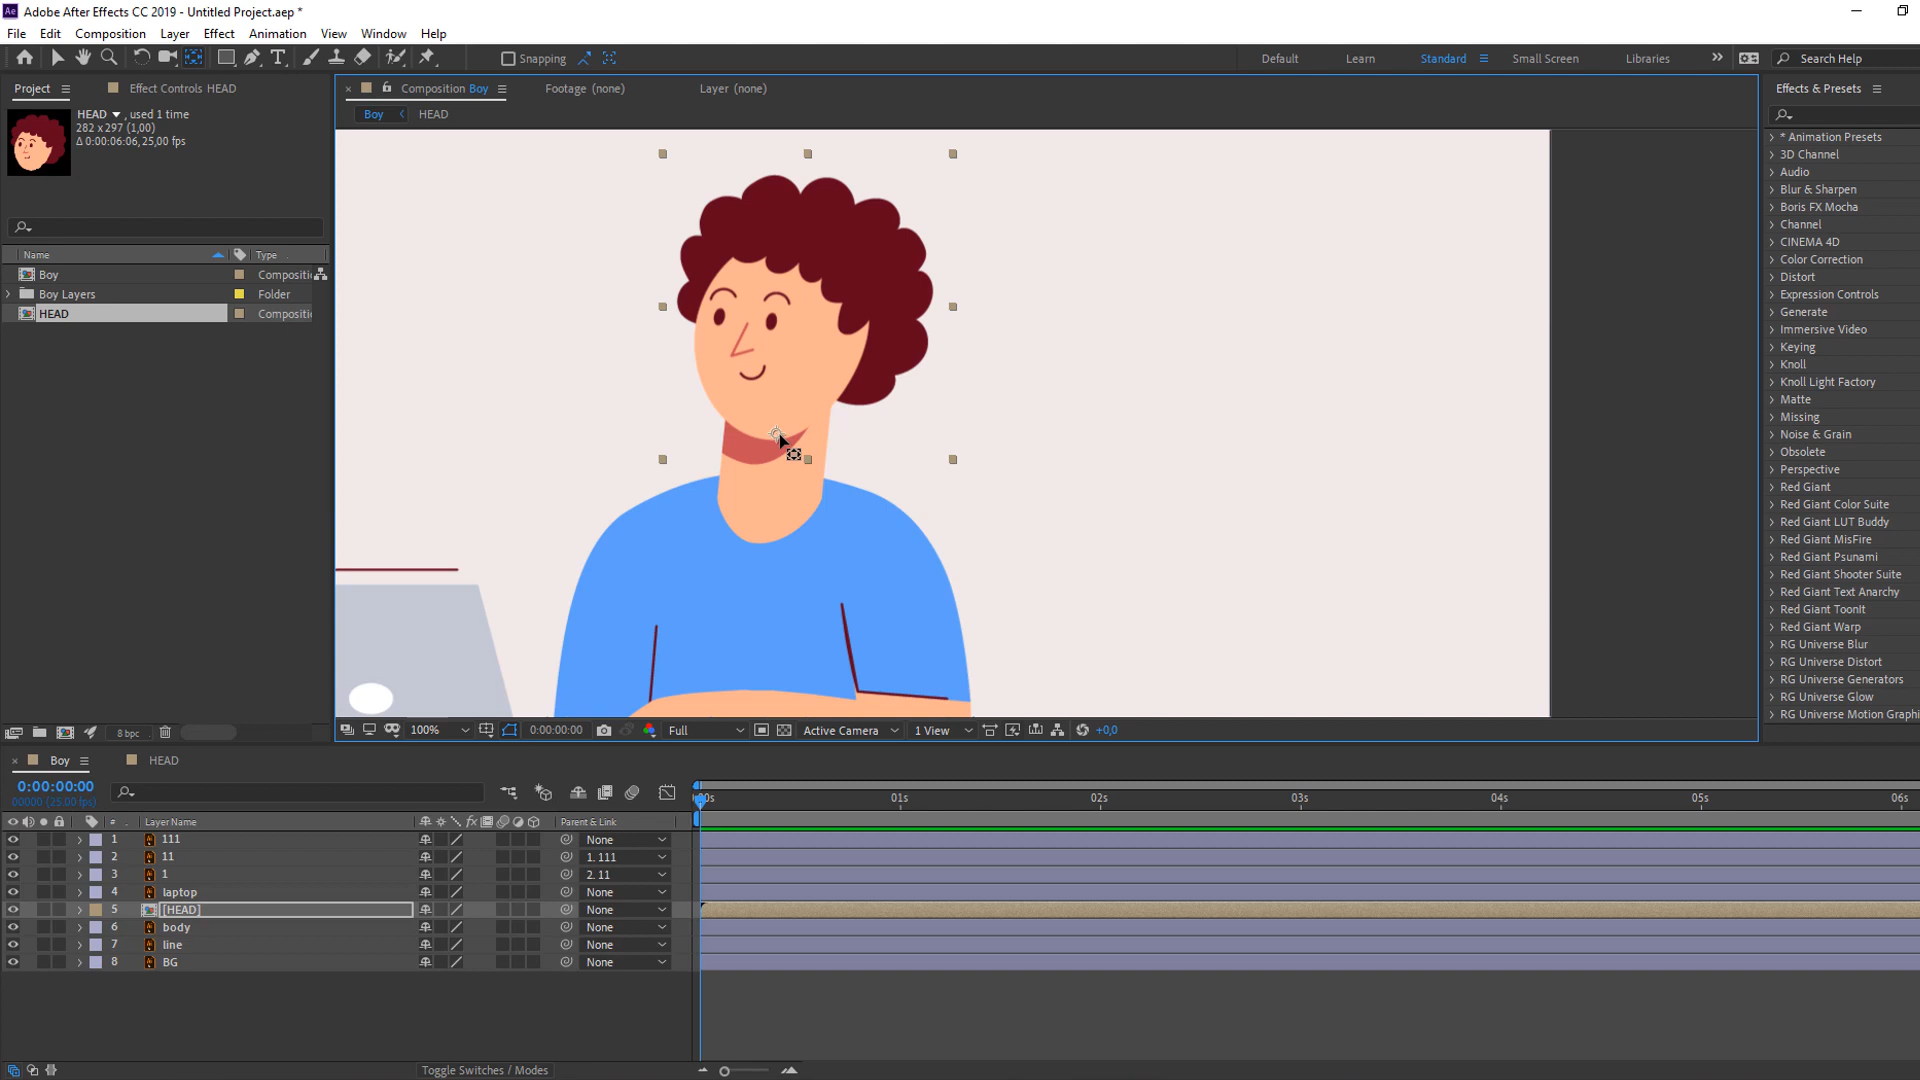 Adobe After Effects CC 2019 - Untitled Project.aep *
File Edit Composition Layer Effect Animation View Window Help
Snapping Default Learn Standard Small Screen Libraries Search Help
Project Effect Controls HEAD Composition Boy Footage (none) Layer (none) Effects & Presets
Boy HEAD
HEAD , used 1 time
282 x 297 (1,00)
Δ 0:00:06:06, 25,00 fps
Name Type
Boy Compositi
Boy Layers Folder
HEAD Compositi
* Animation Presets
3D Channel
Audio
Blur & Sharpen
Boris FX Mocha
Channel
CINEMA 4D
Color Correction
Distort
Expression Controls
Generate
Immersive Video
Keying
Knoll
Knoll Light Factory
Matte
Missing
Noise & Grain
Obsolete
Perspective
Red Giant
Red Giant Color Suite
Red Giant LUT Buddy
Red Giant MisFire
Red Giant Psunami
Red Giant Shooter Suite
Red Giant Text Anarchy
Red Giant ToonIt
Red Giant Warp
RG Universe Blur
RG Universe Distort
RG Universe Generators
RG Universe Glow
RG Universe Motion Graphi
8 bpc 100% 0:00:00:00 Full Active Camera 1 View +0,0
Boy HEAD
0:00:00:00
00000 (25.00 fps)
00s 01s 02s 03s 04s 05s 06s
# Layer Name fx Parent & Link
1 111 None
2 11 1. 111
3 1 2. 11
4 laptop None
5 [HEAD] None
6 body None
7 line None
8 BG None
Toggle Switches / Modes